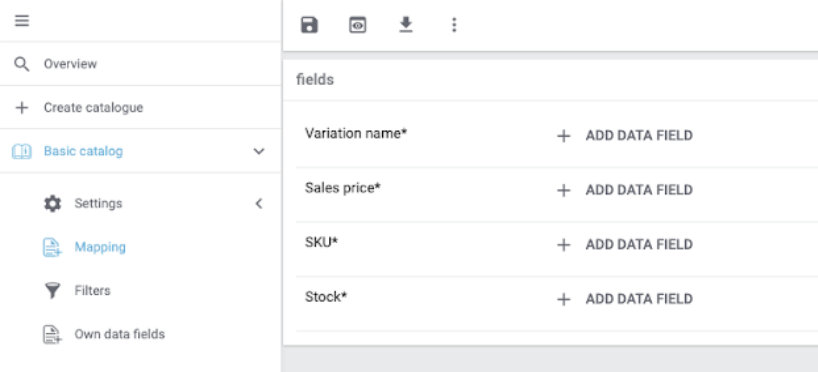 Overview
Create catalogue
Basic catalog
Settings
Mapping
Filters
Own data fields
fields
Variation name* ADD DATA FIELD
Sales price* ADD DATA FIELD
SKU* ADD DATA FIELD
Stock* ADD DATA FIELD